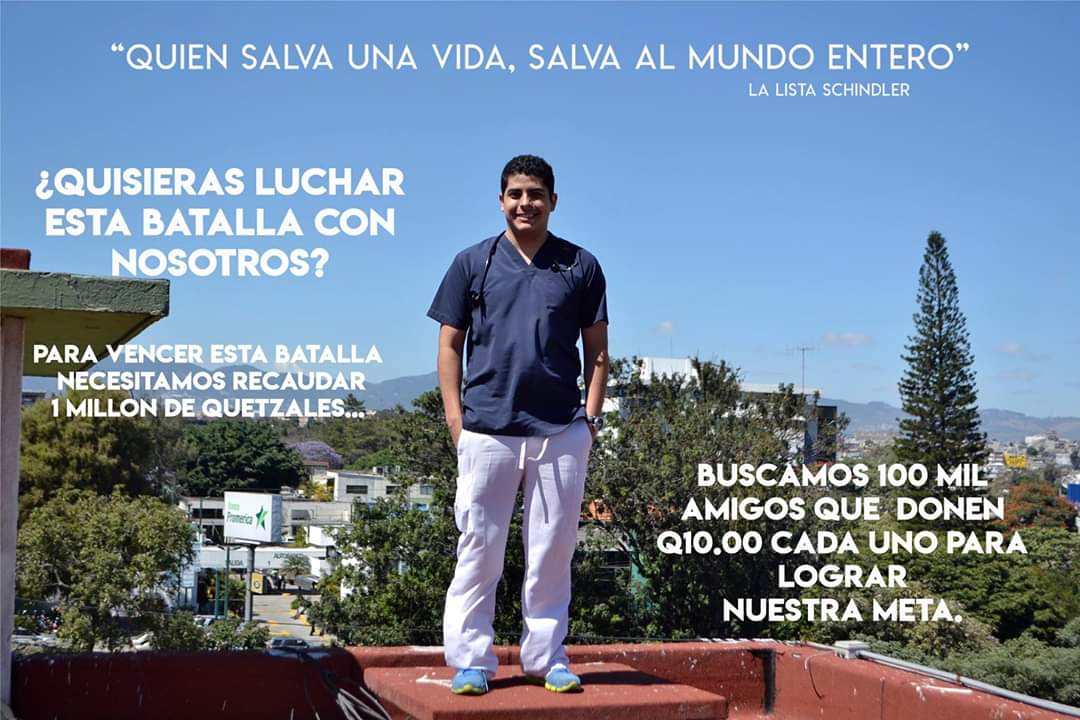 “QUIEN SALVA UNA VIDA, SALVA AL MUNDO ENTERO”
LA LISTA SCHINDLER
¿QUISIERAS LUCHAR
ESTA BATALLA CON
NOSOTROS?
PARA VENCER ESTA BATALLA
NECESITAMOS RECAUDAR
1 MILLON DE QUETZALES...
BUSCAMOS 100 MIL
AMIGOS QUE DONEN
Q10.00 CADA UNO PARA
LOGRAR
NUESTRA META.
Promerica